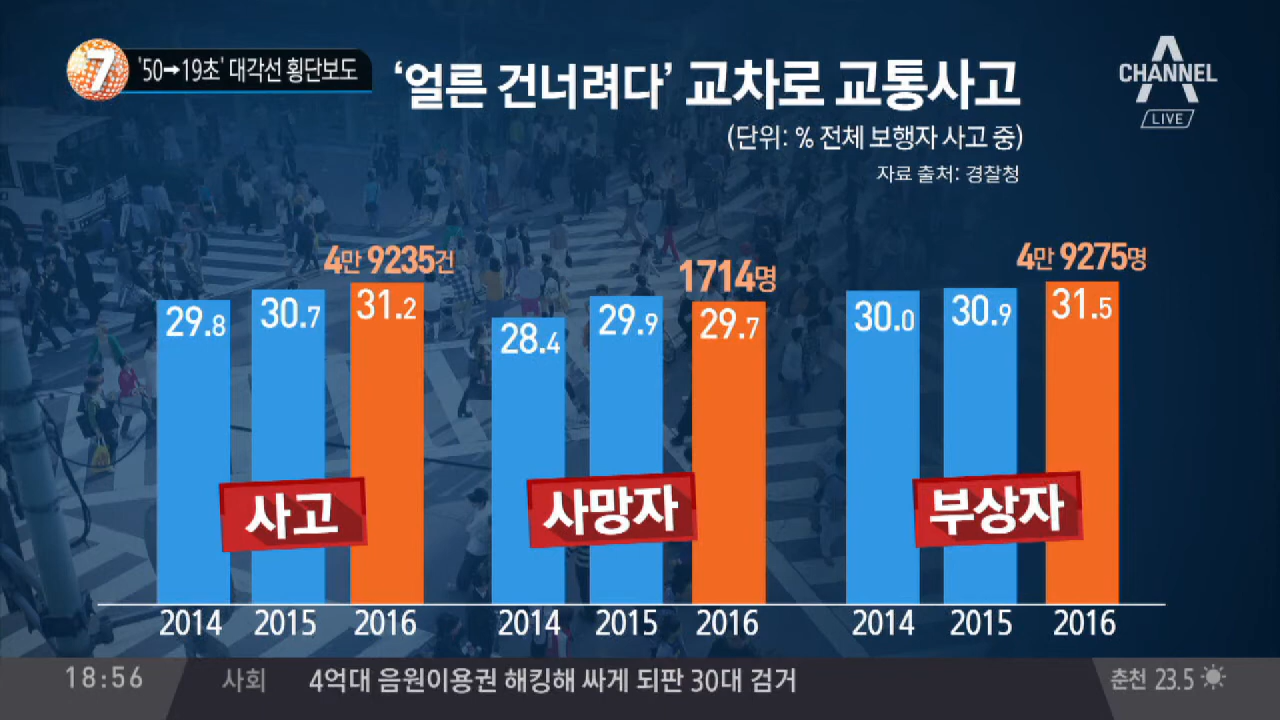 7 '50→19초' 대각선 횡단보도
'얼른 건너려다' 교차로 교통사고
CHANNEL A
LIVE
(단위: % 전체 보행자 사고 중)
자료 출처: 경찰청
4만 9235건
1714명
4만 9275명
29.8 30.7 31.2 28.4 29.9 29.7 30.0 30.9 31.5
사고 사망자 부상자
2014 2015 2016 2014 2015 2016 2014 2015 2016
18:56 사회 4억대 음원이용권 해킹해 싸게 되판 30대 검거 춘천 23.5